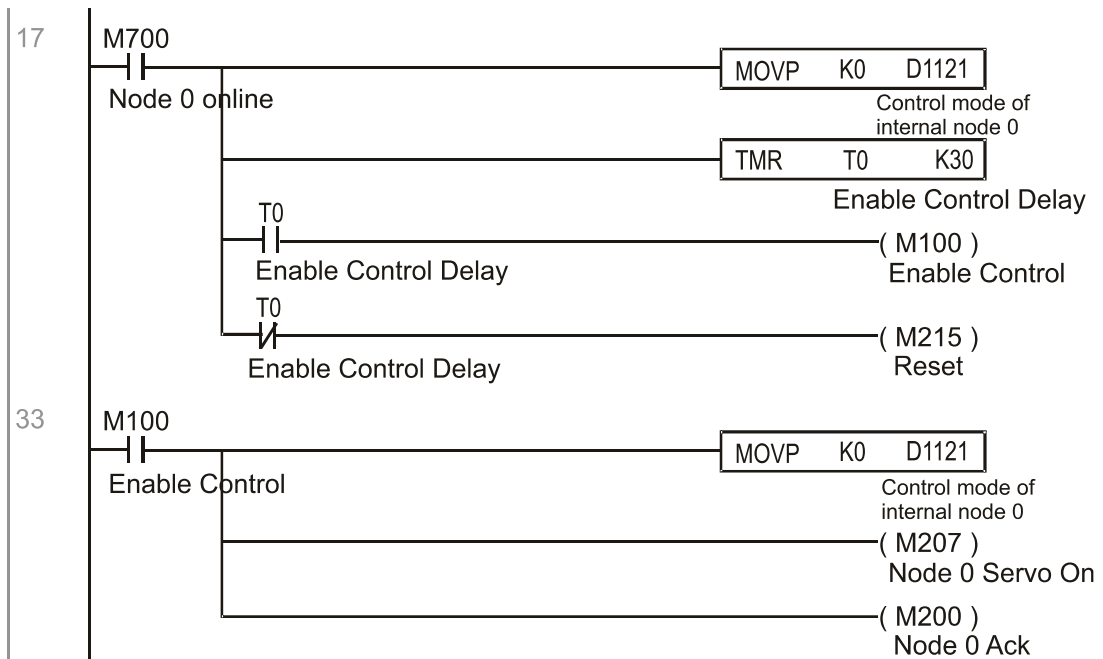 17
M700
Node 0 online
MOVP K0 D1121
Control mode of
internal node 0
TMR T0 K30
Enable Control Delay
T0
Enable Control Delay
( M100 )
Enable Control
T0
Enable Control Delay
( M215 )
Reset
33
M100
Enable Control
MOVP K0 D1121
Control mode of
internal node 0
( M207 )
Node 0 Servo On
( M200 )
Node 0 Ack